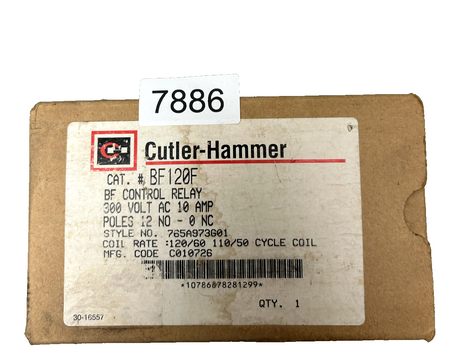 7886
Cutler-Hammer
CAT. # BF120F
BF CONTROL RELAY
300 VOLT AC 10 AMP
POLES 12 NO - 0 NC
STYLE NO. 765A973G01
COIL RATE :120/60 110/50 CYCLE COIL
MFG. CODE C010726
*10786878281299*
QTY. 1
30-16557